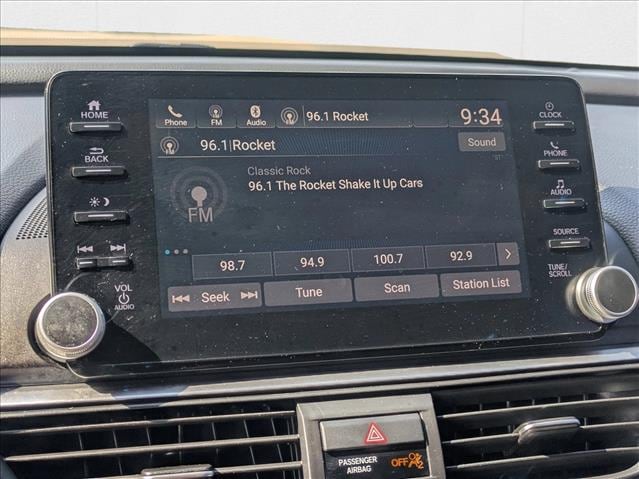 HOME
BACK
VOL
AUDIO
Phone FM Audio 96.1 Rocket 9:34
96.1|Rocket Sound
ST
Classic Rock
96.1 The Rocket Shake It Up Cars
FM
98.7 94.9 100.7 92.9
Seek Tune Scan Station List
CLOCK
PHONE
AUDIO
SOURCE
TUNE/
SCROLL
PASSENGER
AIRBAG OFF 2